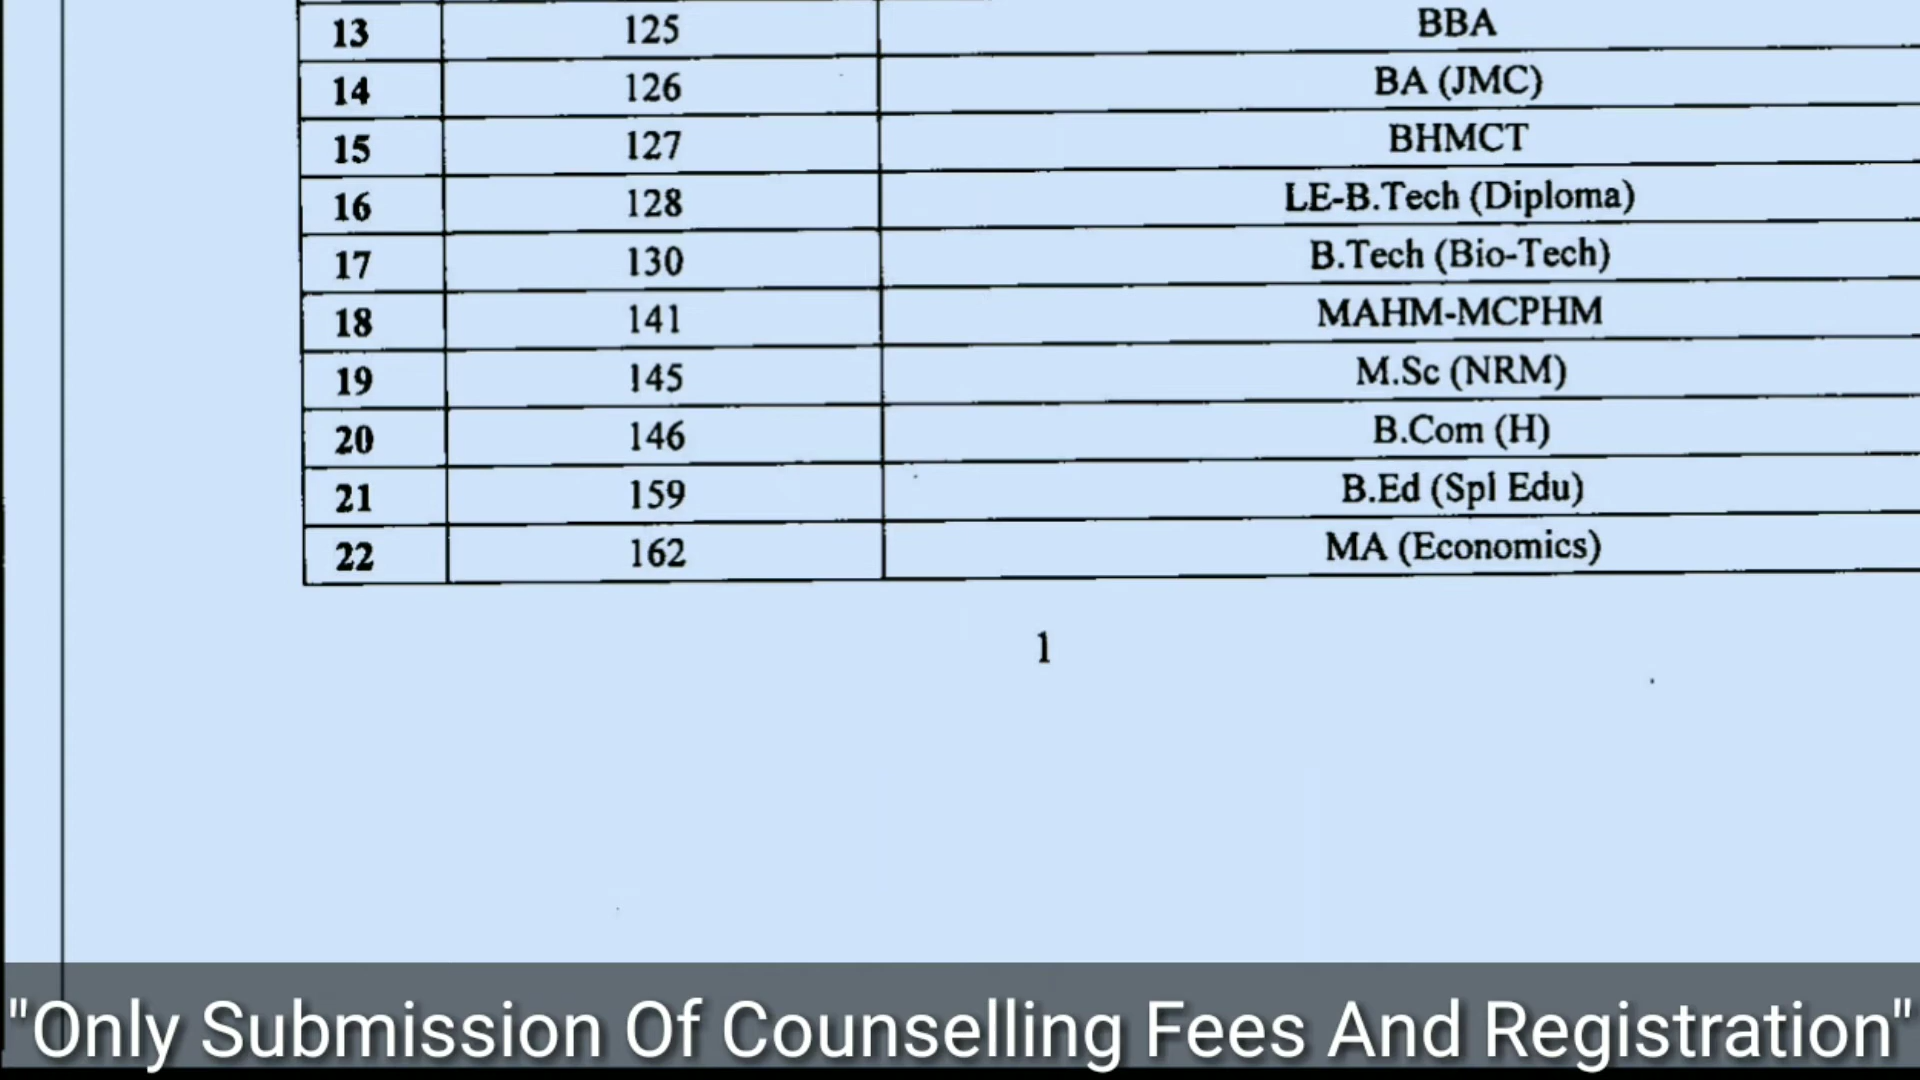 13 125 BBA
14 126 BA (JMC)
15 127 BHMCT
16 128 LE-B.Tech (Diploma)
17 130 B.Tech (Bio-Tech)
18 141 MAHM-MCPHM
19 145 M.Sc (NRM)
20 146 B.Com (H)
21 159 B.Ed (Spl Edu)
22 162 MA (Economics)
1
"Only Submission Of Counselling Fees And Registration"